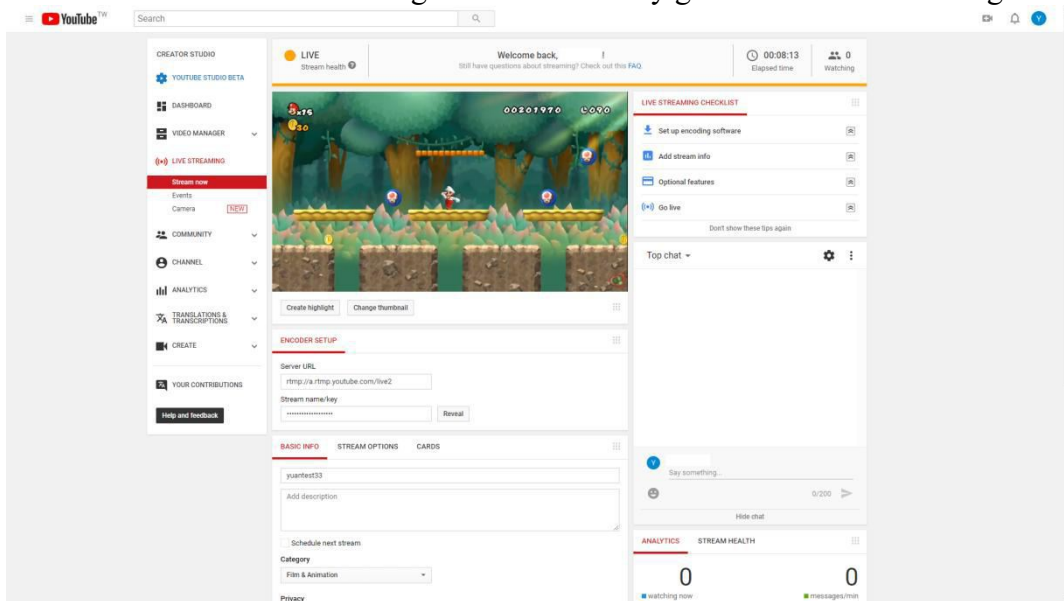 YouTube TW
Search
Y
CREATOR STUDIO
YOUTUBE STUDIO BETA
DASHBOARD
VIDEO MANAGER
LIVE STREAMING
Stream now
Events
Camera NEW
COMMUNITY
CHANNEL
ANALYTICS
TRANSLATIONS &
TRANSCRIPTIONS
CREATE
YOUR CONTRIBUTIONS
Help and feedback
LIVE
Stream health
Welcome back, !
Still have questions about streaming? Check out this FAQ
00:08:13
Elapsed time
0
Watching
x15
30
00201970
090
Create highlight
Change thumbnail
ENCODER SETUP
Server URL
rtmp://a.rtmp.youtube.com/live2
Stream name/key
Reveal
BASIC INFO STREAM OPTIONS CARDS
yuantest33
Add description
Schedule next stream
Category
Film & Animation
Privacy
LIVE STREAMING CHECKLIST
Set up encoding software
Add stream info
Optional features
Go live
Don't show these tips again
Top chat
Y
Say something...
0/200
Hide chat
ANALYTICS STREAM HEALTH
0
watching now
0
messages/min